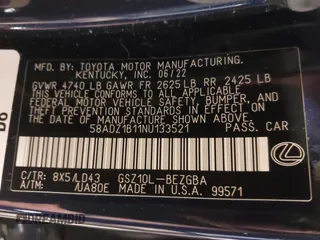 MFD. BY: TOYOTA MOTOR MANUFACTURING,
KENTUCKY, INC. 06/22
GVWR 4740 LB GAWR FR 2625 LB RR 2425 LB
THIS VEHICLE CONFORMS TO ALL APPLICABLE
FEDERAL MOTOR VEHICLE SAFETY, BUMPER, AND
THEFT PREVENTION STANDARDS IN EFFECT ON THE
DATE OF MANUFACTURE SHOWN ABOVE.
58ADZ1B11NU133521 PASS. CAR
C/TR: 8X5/LD43 GSZ10L-BEZGBA
A/TM: /UA80E MADE IN U.S.A. 99571
DREAMBID